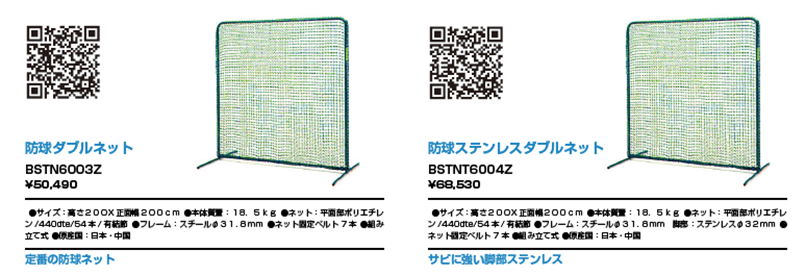 防球ダブルネット
BSTN6003Z
¥50,490
●サイズ：高さ200X正面幅200cm ●本体質量：18.5kg ●ネット：平面部ポリエチレ
ン/440dte/54本/有結節 ●フレーム：スチールφ31.8mm ●ネット固定ベルト7本 ●組み
立て式 ●原産国：日本・中国
定番の防球ネット
防球ステンレスダブルネット
BSTNT6004Z
¥68,530
●サイズ：高さ200X正面幅200cm ●本体質量：18.5kg ●ネット：平面部ポリエチレ
ン/440dte/54本/有結節 ●フレーム：スチールφ31.8mm 脚部：ステンレスφ32mm ●
ネット固定ベルト7本 ●組み立て式 ●原産国：日本・中国
サビに強い脚部ステンレス